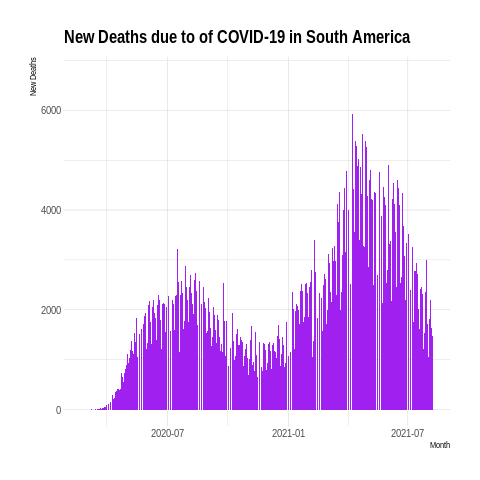 New Deaths due to of COVID-19 in South America
New Deaths
6000
4000
2000
0
2020-07
2021-01
2021-07
Month